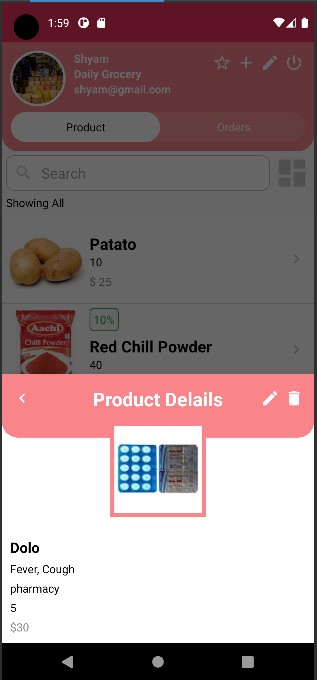 1:59
Shyam
Daily Grocery
shyam@gmail.com
Product
Orders
Search
Showing All
Patato
10
$ 25
Aachi
Chilli Powder
10%
Red Chill Powder
40
Product Delails
Dolo
Fever, Cough
pharmacy
5
$30